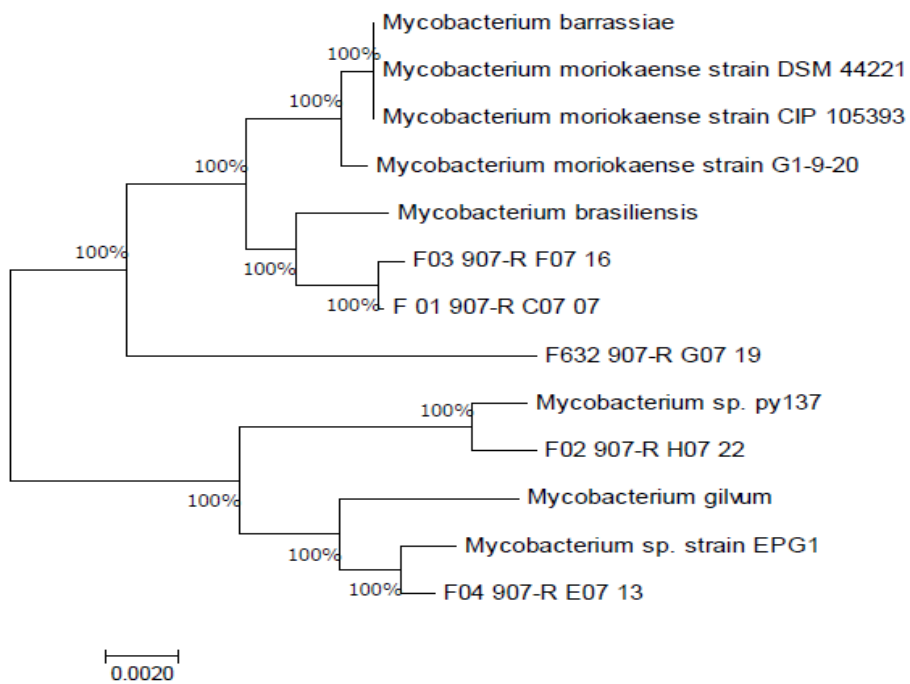 Mycobacterium barrassiae
100%
Mycobacterium moriokaense strain DSM 44221
100%
Mycobacterium moriokaense strain CIP 105393
100%
Mycobacterium moriokaense strain G1-9-20
Mycobacterium brasiliensis
100%
F03 907-R F07 16
100%
100%
F 01 907-R C07 07
F632 907-R G07 19
Mycobacterium sp. py137
100%
F02 907-R H07 22
100%
Mycobacterium gilvum
Mycobacterium sp. strain EPG1
100%
100%
F04 907-R E07 13
0.0020